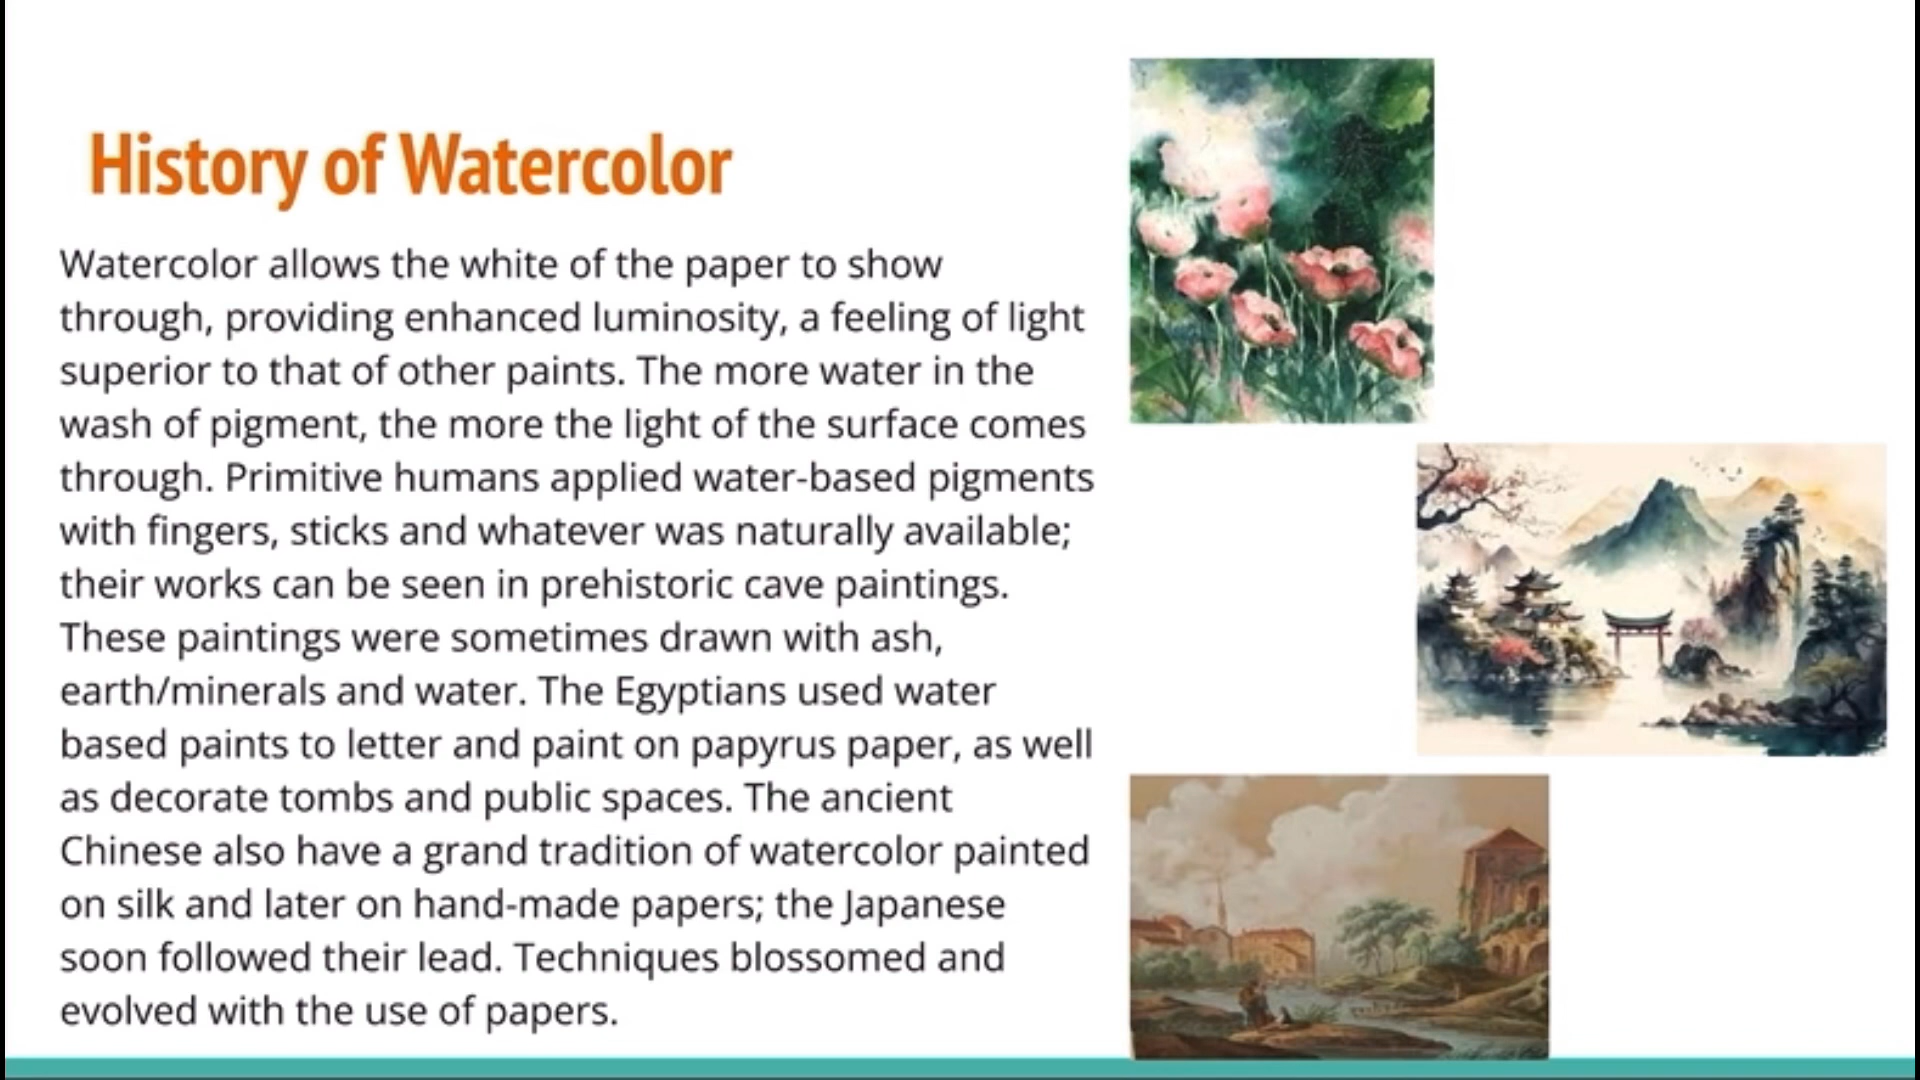 History of Watercolor
Watercolor allows the white of the paper to show
through, providing enhanced luminosity, a feeling of light
superior to that of other paints. The more water in the
wash of pigment, the more the light of the surface comes
through. Primitive humans applied water-based pigments
with fingers, sticks and whatever was naturally available;
their works can be seen in prehistoric cave paintings.
These paintings were sometimes drawn with ash,
earth/minerals and water. The Egyptians used water
based paints to letter and paint on papyrus paper, as well
as decorate tombs and public spaces. The ancient
Chinese also have a grand tradition of watercolor painted
on silk and later on hand-made papers; the Japanese
soon followed their lead. Techniques blossomed and
evolved with the use of papers.